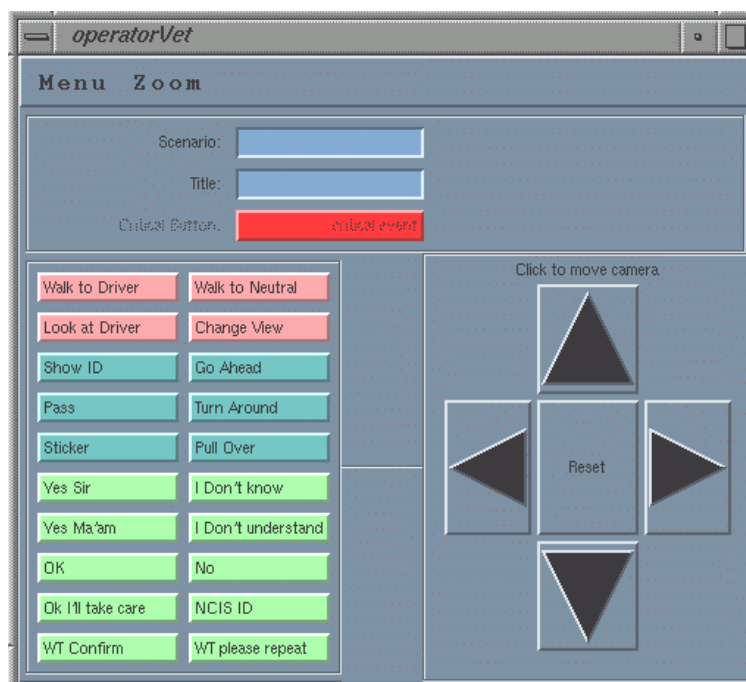 operatorVet
Menu Zoom
Scenario:
Title:
Critical Button:
critical event
Walk to Driver Walk to Neutral
Look at Driver Change View
Show ID Go Ahead
Pass Turn Around
Sticker Pull Over
Yes Sir I Don't know
Yes Ma'am I Don't understand
OK No
Ok I'll take care NCIS ID
WT Confirm WT please repeat
Click to move camera
Reset